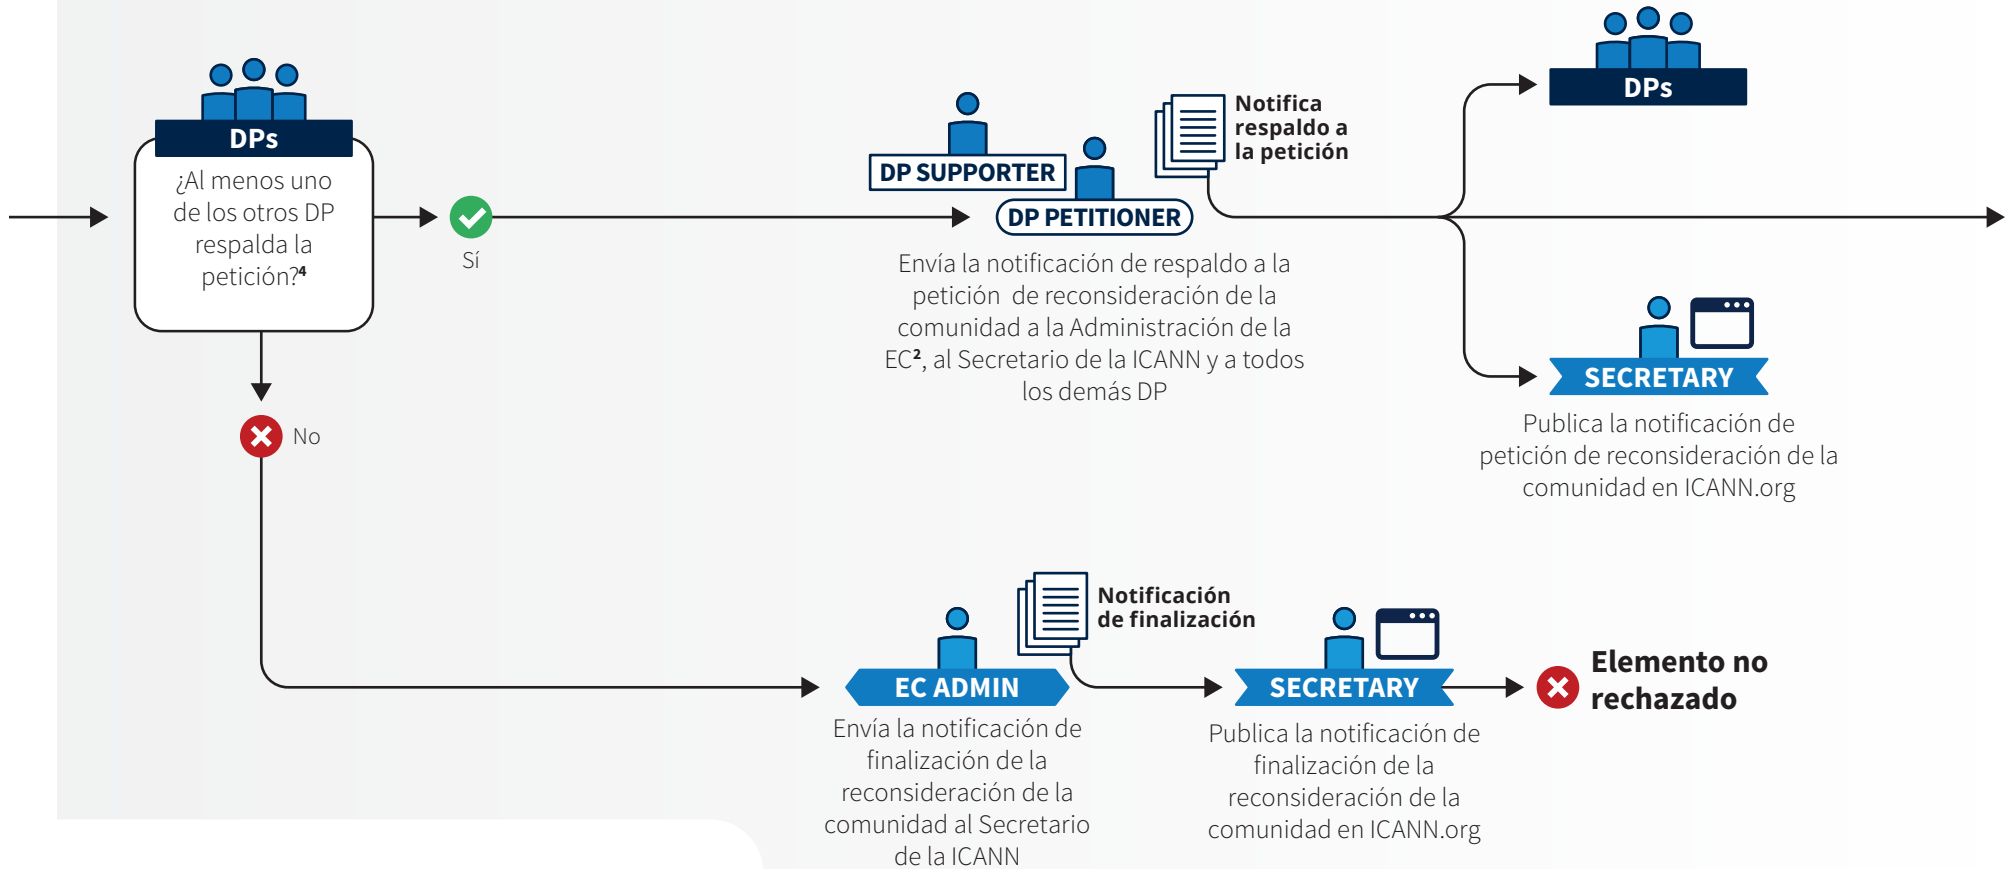 DPs
¿Al menos uno
de los otros DP
respalda la
petición?⁴
Sí
No
DP SUPPORTER
DP PETITIONER
Envía la notificación de respaldo a la
petición de reconsideración de la
comunidad a la Administración de la
EC², al Secretario de la ICANN y a todos
los demás DP
Notifica
respaldo a
la petición
DPs
SECRETARY
Publica la notificación de
petición de reconsideración de la
comunidad en ICANN.org
EC ADMIN
Envía la notificación de
finalización de la
reconsideración de la
comunidad al Secretario
de la ICANN
Notificación
de finalización
SECRETARY
Publica la notificación de
finalización de la
reconsideración de la
comunidad en ICANN.org
Elemento no
rechazado